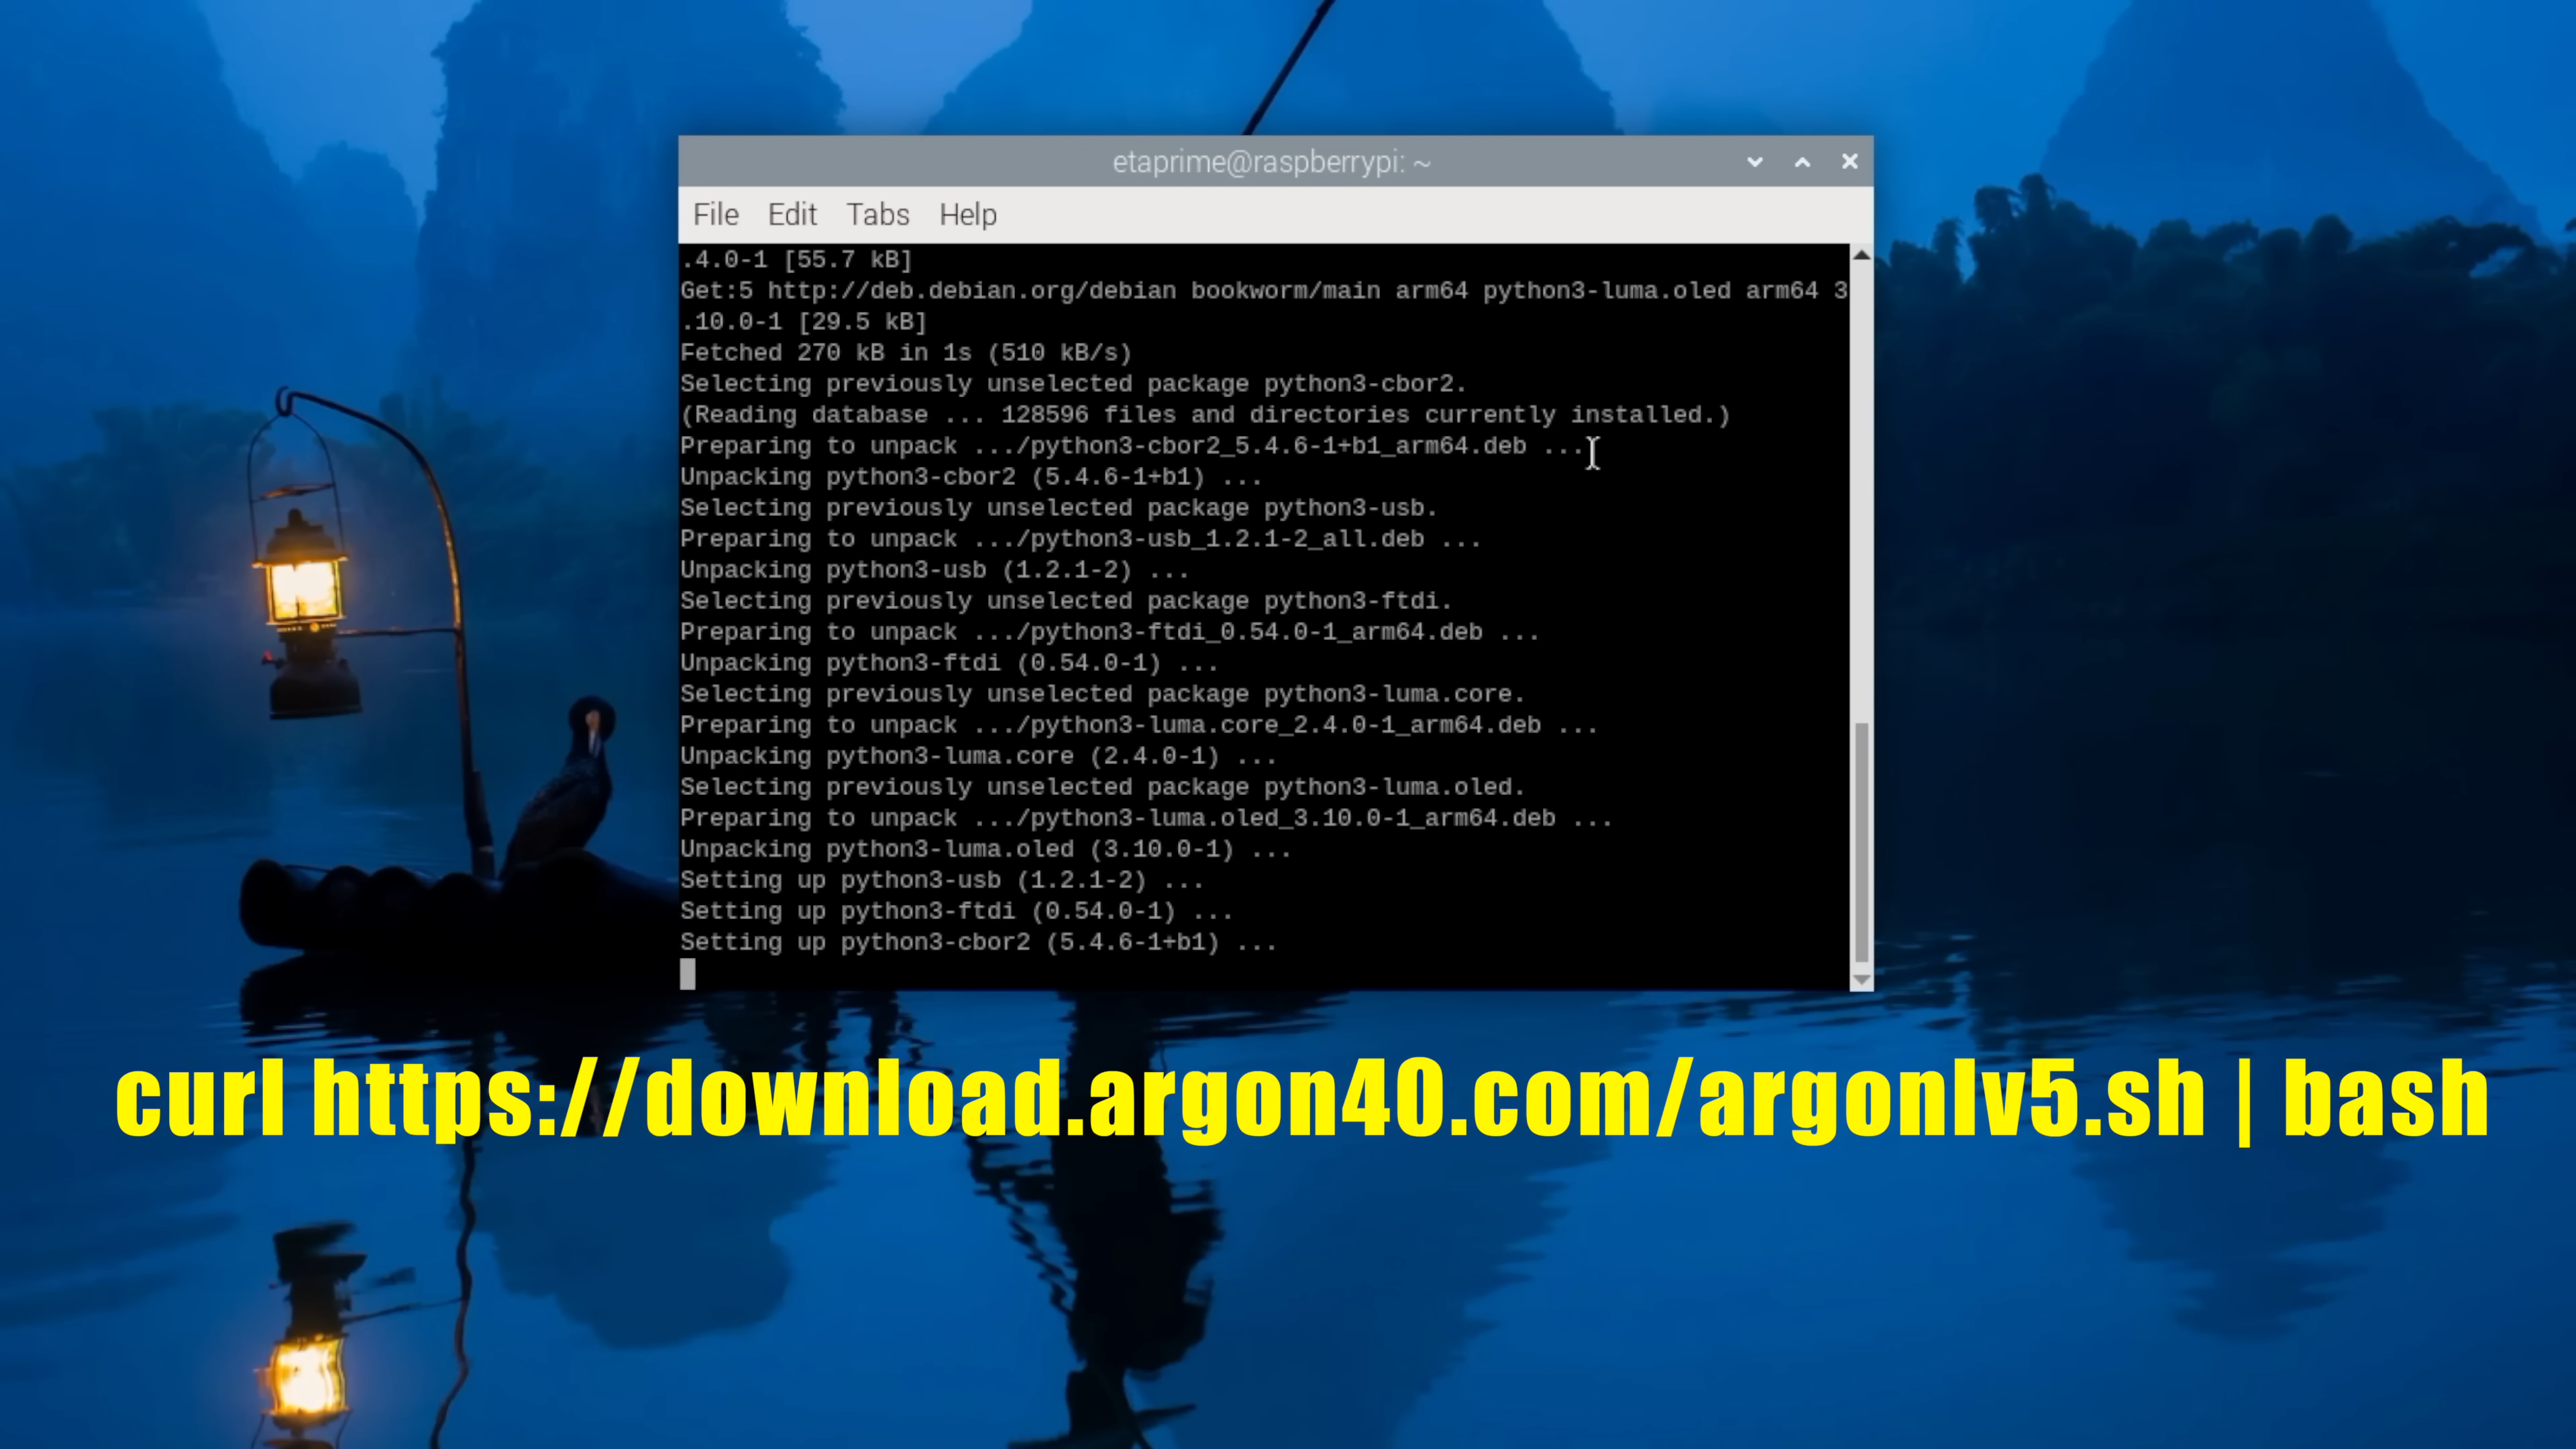 etaprime@raspberrypi: ~
File Edit Tabs Help
.4.0-1 [55.7 kB]
Get:5 http://deb.debian.org/debian bookworm/main arm64 python3-luma.oled arm64 3
.10.0-1 [29.5 kB]
Fetched 270 kB in 1s (510 kB/s)
Selecting previously unselected package python3-cbor2.
(Reading database ... 128596 files and directories currently installed.)
Preparing to unpack .../python3-cbor2_5.4.6-1+b1_arm64.deb ...
Unpacking python3-cbor2 (5.4.6-1+b1) ...
Selecting previously unselected package python3-usb.
Preparing to unpack .../python3-usb_1.2.1-2_all.deb ...
Unpacking python3-usb (1.2.1-2) ...
Selecting previously unselected package python3-ftdi.
Preparing to unpack .../python3-ftdi_0.54.0-1_arm64.deb ...
Unpacking python3-ftdi (0.54.0-1) ...
Selecting previously unselected package python3-luma.core.
Preparing to unpack .../python3-luma.core_2.4.0-1_arm64.deb ...
Unpacking python3-luma.core (2.4.0-1) ...
Selecting previously unselected package python3-luma.oled.
Preparing to unpack .../python3-luma.oled_3.10.0-1_arm64.deb ...
Unpacking python3-luma.oled (3.10.0-1) ...
Setting up python3-usb (1.2.1-2) ...
Setting up python3-ftdi (0.54.0-1) ...
Setting up python3-cbor2 (5.4.6-1+b1) ...
curl https://download.argon40.com/argonlv5.sh | bash